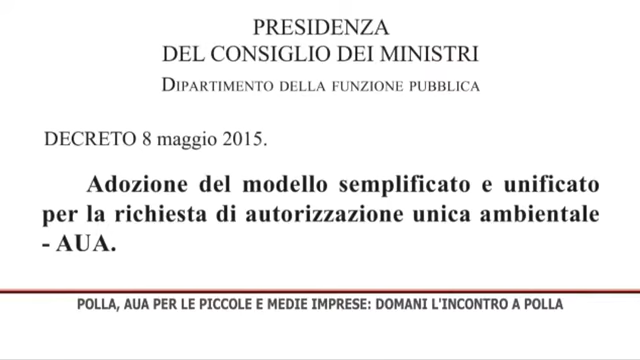 PRESIDENZA
DEL CONSIGLIO DEI MINISTRI
DIPARTIMENTO DELLA FUNZIONE PUBBLICA
DECRETO 8 maggio 2015.
Adozione del modello semplificato e unificato
per la richiesta di autorizzazione unica ambientale
- AUA.
POLLA, AUA PER LE PICCOLE E MEDIE IMPRESE: DOMANI L'INCONTRO A POLLA